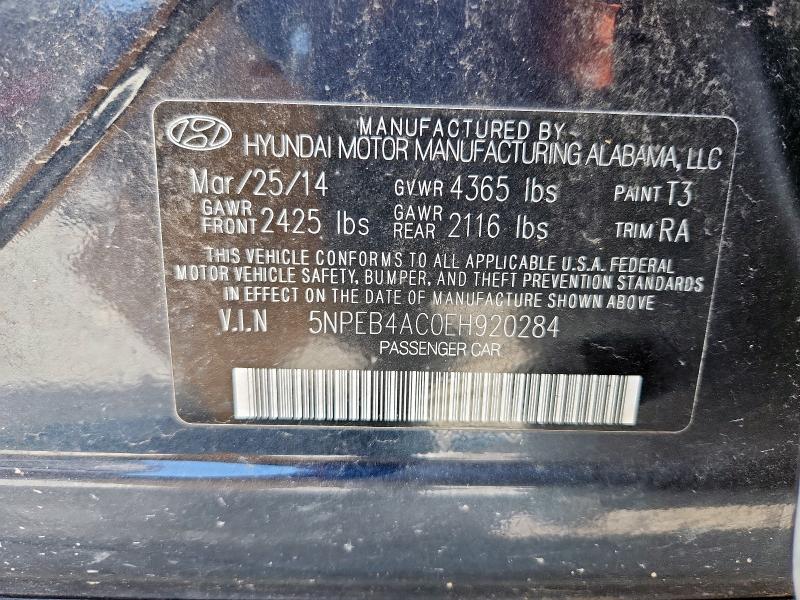 MANUFACTURED BY
HYUNDAI MOTOR MANUFACTURING ALABAMA, LLC
Mar/25/14 GVWR 4365 lbs PAINT T3
GAWR FRONT 2425 lbs GAWR REAR 2116 lbs TRIM RA
THIS VEHICLE CONFORMS TO ALL APPLICABLE U.S.A. FEDERAL
MOTOR VEHICLE SAFETY, BUMPER, AND THEFT PREVENTION STANDARDS
IN EFFECT ON THE DATE OF MANUFACTURE SHOWN ABOVE
V.I.N 5NPEB4AC0EH920284
PASSENGER CAR